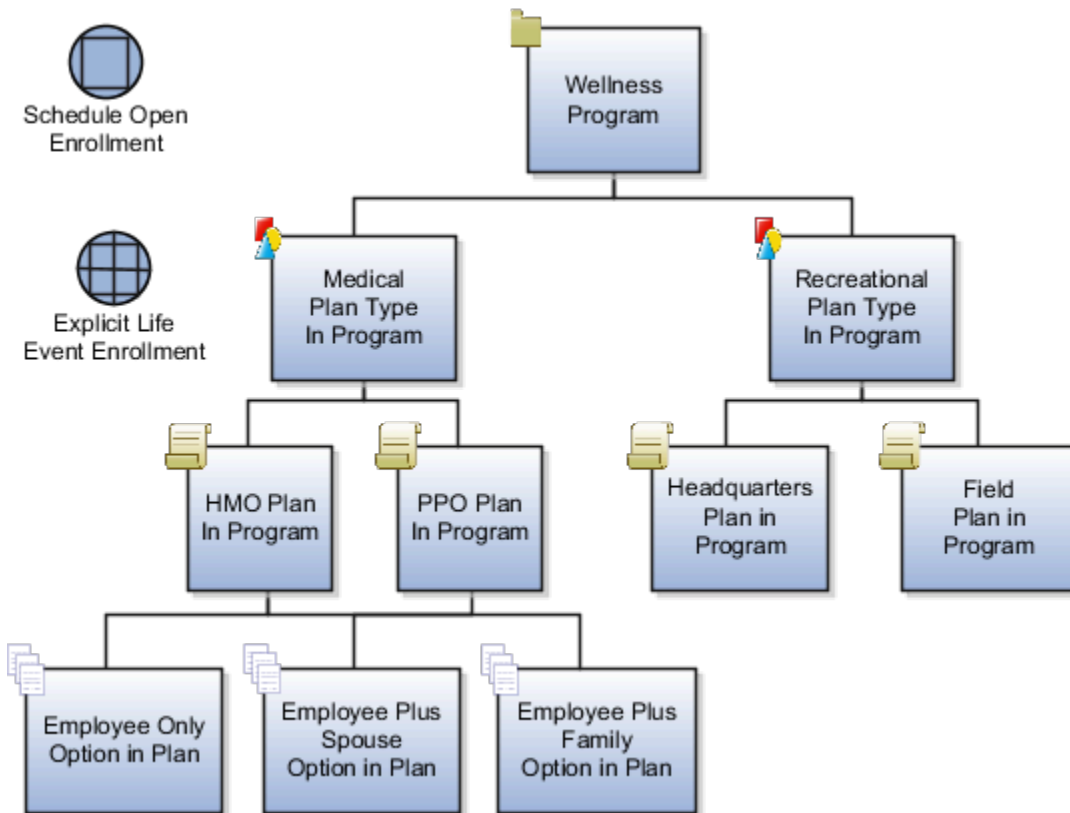 Schedule Open
Enrollment
Wellness
Program
Explicit Life
Event Enrollment
Medical
Plan Type
In Program
Recreational
Plan Type
In Program
HMO Plan
In Program
PPO Plan
In Program
Headquarters
Plan in
Program
Field
Plan in
Program
Employee Only
Option in Plan
Employee Plus
Spouse
Option in Plan
Employee Plus
Family
Option in Plan